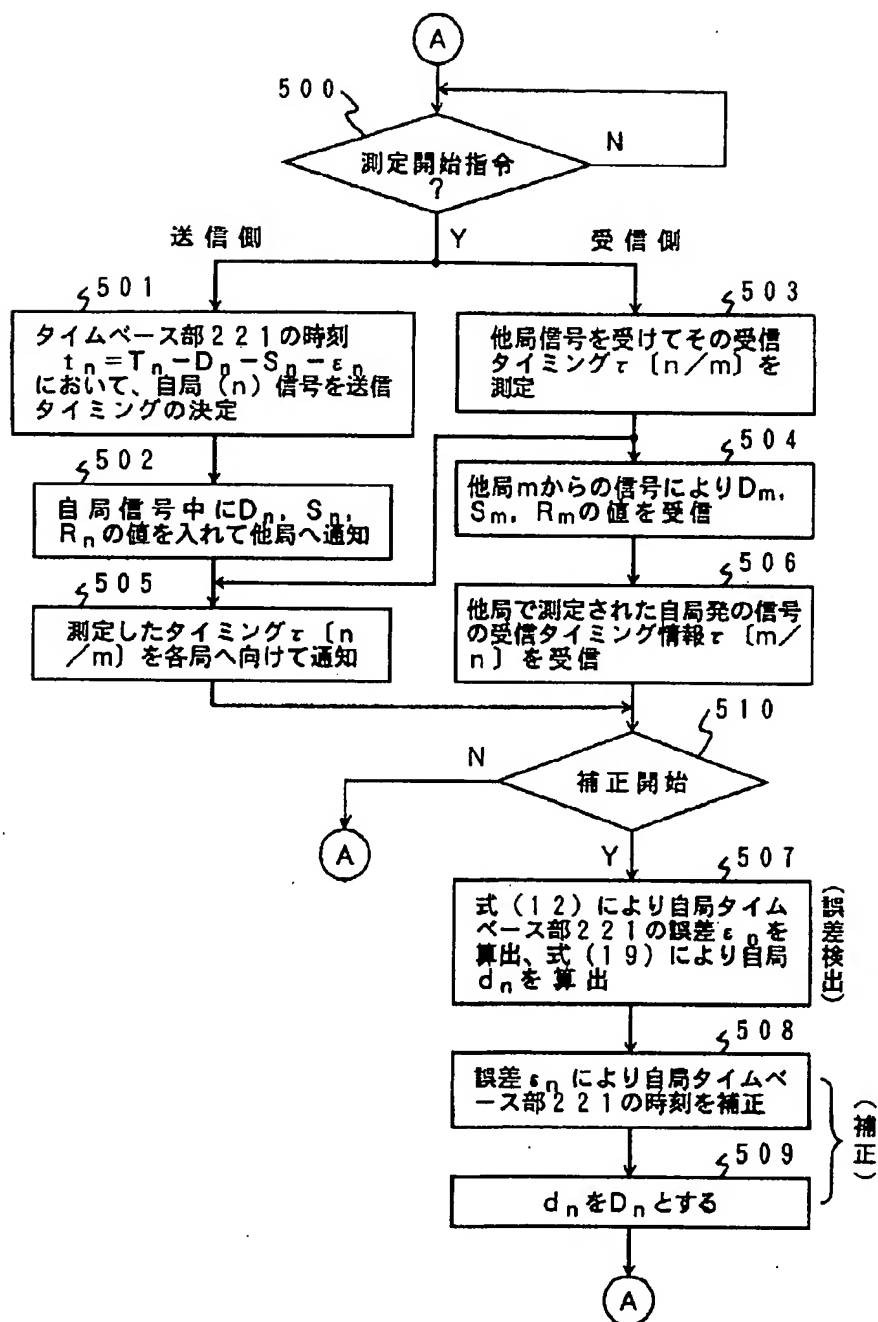 A
500
測定開始指令
?
N
Y
送信側
受信側
501
タイムベース部221の時刻
tn=Tn−Dn−Sn−εn
において、自局(n)信号を送信
タイミングの決定
503
他局信号を受けてその受信
タイミングτ〔n/m〕を
測定
502
自局信号中にDn, Sn,
Rnの値を入れて他局へ通知
504
他局mからの信号によりDm,
Sm, Rmの値を受信
505
測定したタイミングτ〔n
/m〕を各局へ向けて通知
506
他局で測定された自局発の信号
の受信タイミング情報τ〔m/
n〕を受信
510
補正開始
N
A
Y
507
式(12)により自局タイム
ベース部221の誤差εnを
算出、式(19)により自局
dnを算出
(誤差検出)
508
誤差εnにより自局タイムベ
ース部221の時刻を補正
509
dnをDnとする
(補正)
A